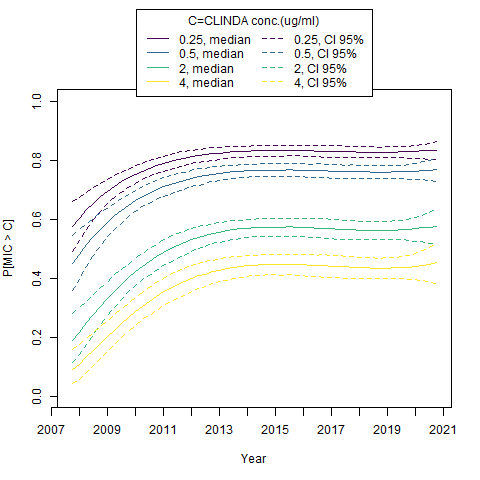 C=CLINDA conc.(ug/ml)
0.25, median 0.25, CI 95%
0.5, median 0.5, CI 95%
2, median 2, CI 95%
4, median 4, CI 95%
P[MIC > C]
1.0
0.8
0.6
0.4
0.2
0.0
2007 2009 2011 2013 2015 2017 2019 2021
Year